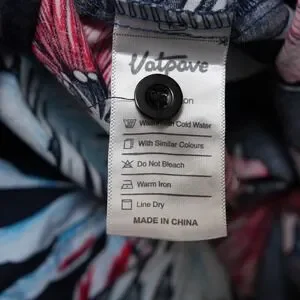 Vatpave
With Similar Colours
Do Not Bleach
Warm Iron
Line Dry
MADE IN CHINA
Cold Water